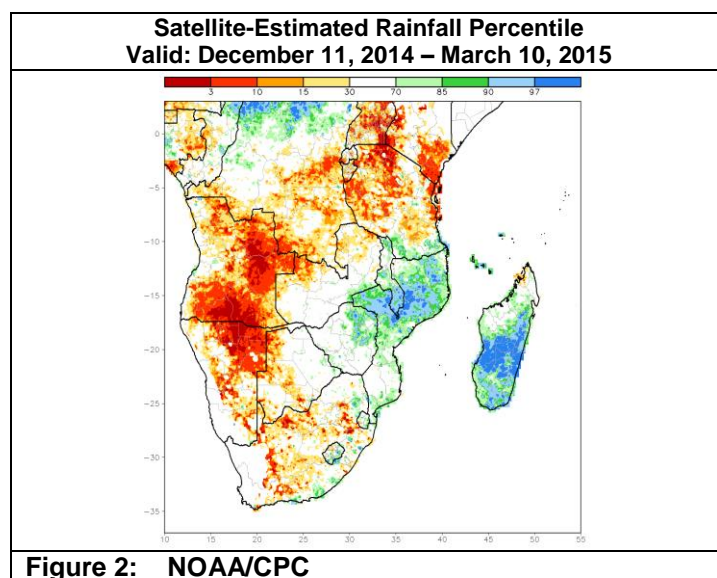 Satellite-Estimated Rainfall Percentile
Valid: December 11, 2014 – March 10, 2015
3 10 15 30 70 85 90 97
0
−5
−10
−15
−20
−25
−30
−35
10 15 20 25 30 35 40 45 50 55
Figure 2: NOAA/CPC